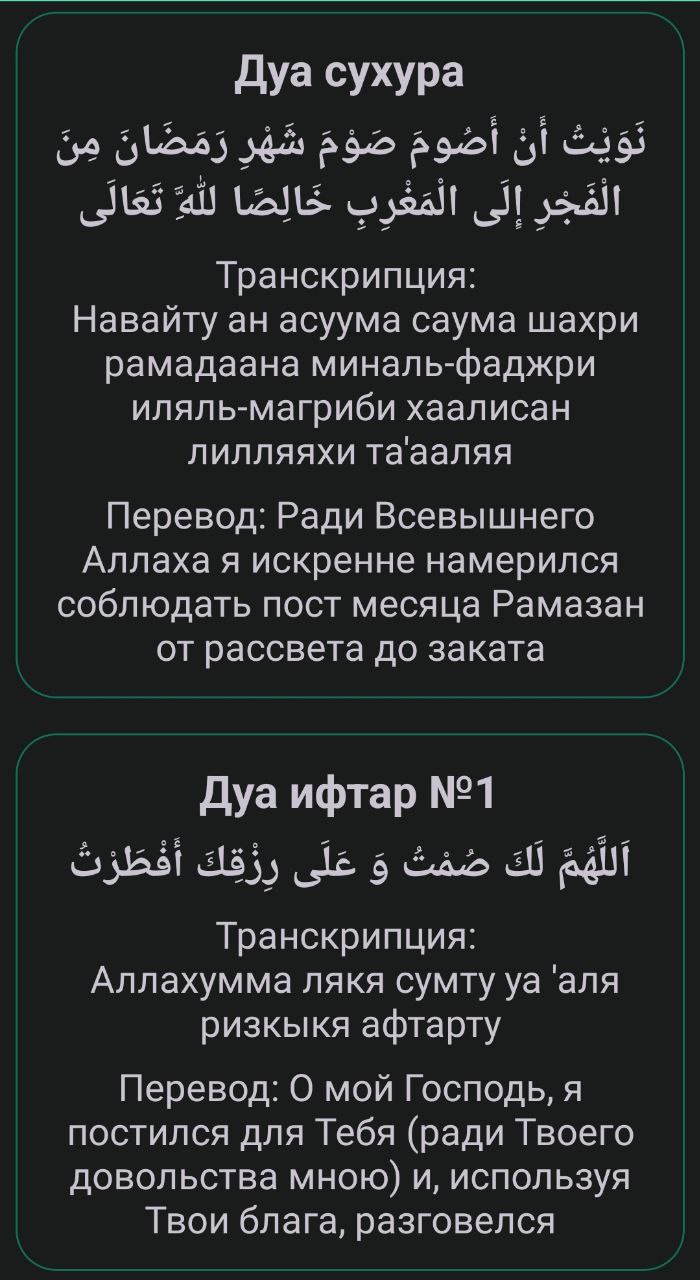 Дуа сухура
نَوَيْتُ أَنْ أَصُومَ صَوْمَ شَهْرِ رَمَضَانَ مِنَ
الْفَجْرِ إِلَى الْمَغْرِبِ خَالِصًا لِلَّهِ تَعَالَى
Транскрипция:
Навайту ан асуума саума шахри
рамадаана миналь-фаджри
иляль-магриби хаалисан
лилляяхи та'ааляя
Перевод: Ради Всевышнего
Аллаха я искренне намерился
соблюдать пост месяца Рамазан
от рассвета до заката
Дуа ифтар №1
اَللَّهُمَّ لَكَ صُمْتُ وَ عَلَى رِزْقِكَ أَفْطَرْتُ
Транскрипция:
Аллахумма лякя сумту уа 'аля
ризкыкя афтарту
Перевод: О мой Господь, я
постился для Тебя (ради Твоего
довольства мною) и, используя
Твои блага, разговелся